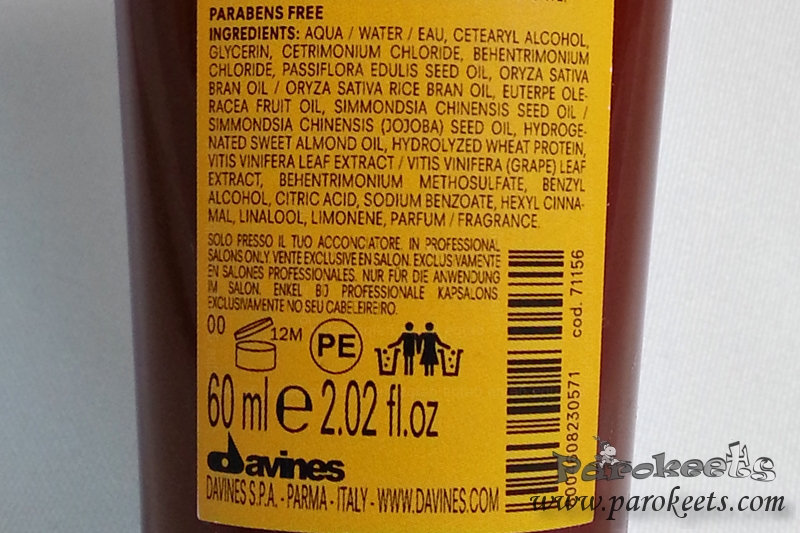 PARABENS FREE
INGREDIENTS: AQUA / WATER / EAU, CETEARYL ALCOHOL,
GLYCERIN, CETRIMONIUM CHLORIDE, BEHENTRIMONIUM
CHLORIDE, PASSIFLORA EDULIS SEED OIL, ORYZA SATIVA
BRAN OIL / ORYZA SATIVA RICE BRAN OIL, EUTERPE OLE-
RACEA FRUIT OIL, SIMMONDSIA CHINENSIS SEED OIL /
SIMMONDSIA CHINENSIS (JOJOBA) SEED OIL, HYDROGE-
NATED SWEET ALMOND OIL, HYDROLYZED WHEAT PROTEIN,
VITIS VINIFERA LEAF EXTRACT / VITIS VINIFERA (GRAPE) LEAF
EXTRACT, BEHENTRIMONIUM METHOSULFATE, BENZYL
ALCOHOL, CITRIC ACID, SODIUM BENZOATE, HEXYL CINNA-
MAL, LINALOOL, LIMONENE, PARFUM / FRAGRANCE.
SOLO PRESSO IL TUO ACCONCIATORE. IN PROFESSIONAL
SALONS ONLY. VENTE EXCLUSIVE EN SALON. EXCLUSIVAMENTE
EN SALONES PROFESIONALES. NUR FÜR DIE ANWENDUNG
IM SALON. ENKEL BIJ PROFESSIONALE KAPSALONS.
EXCLUSIVAMENTE NO SEU CABELEIREIRO.
00
12M
PE
60 ml e 2.02 fl.oz
davines
DAVINES S.P.A. - PARMA - ITALY - WWW.DAVINES.COM
cod. 71156
Parokeets
www.parokeets.com